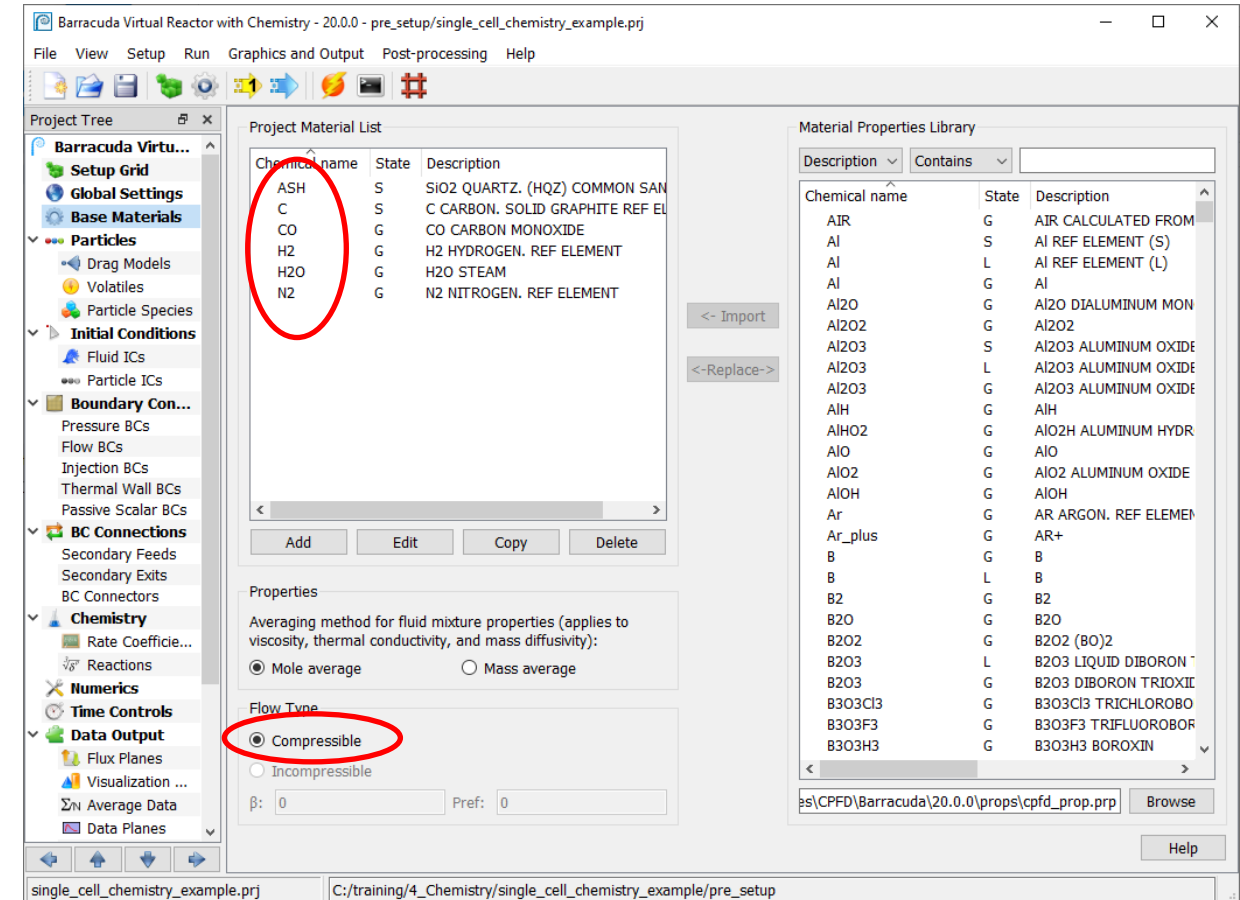 Barracuda Virtual Reactor with Chemistry - 20.0.0 - pre_setup/single_cell_chemistry_example.prj
File View Setup Run Graphics and Output Post-processing Help
Project Tree
Barracuda Virtu...
Setup Grid
Global Settings
Base Materials
Particles
Drag Models
Volatiles
Particle Species
Initial Conditions
Fluid ICs
Particle ICs
Boundary Con...
Pressure BCs
Flow BCs
Injection BCs
Thermal Wall BCs
Passive Scalar BCs
BC Connections
Secondary Feeds
Secondary Exits
BC Connectors
Chemistry
Rate Coefficie...
Reactions
Numerics
Time Controls
Data Output
Flux Planes
Visualization ...
Average Data
Data Planes
Project Material List
Chemical name State Description
ASH S SiO2 QUARTZ. (HQZ) COMMON SAN
C S C CARBON. SOLID GRAPHITE REF EL
CO G CO CARBON MONOXIDE
H2 G H2 HYDROGEN. REF ELEMENT
H2O G H2O STEAM
N2 G N2 NITROGEN. REF ELEMENT
Add Edit Copy Delete
Properties
Averaging method for fluid mixture properties (applies to
viscosity, thermal conductivity, and mass diffusivity):
Mole average Mass average
Flow Type
Compressible
Incompressible
β: 0 Pref: 0
<- Import
<-Replace->
Material Properties Library
Description Contains
Chemical name State Description
AIR G AIR CALCULATED FROM
Al S Al REF ELEMENT (S)
Al L Al REF ELEMENT (L)
Al G Al
Al2O G Al2O DIALUMINUM MON
Al2O2 G Al2O2
Al2O3 S Al2O3 ALUMINUM OXIDE
Al2O3 L Al2O3 ALUMINUM OXIDE
Al2O3 G Al2O3 ALUMINUM OXIDE
AlH G AlH
AlHO2 G AlO2H ALUMINUM HYDR
AlO G AlO
AlO2 G AlO2 ALUMINUM OXIDE
AlOH G AlOH
Ar G AR ARGON. REF ELEMEN
Ar_plus G AR+
B G B
B L B
B2 G B2
B2O G B2O
B2O2 G B2O2 (BO)2
B2O3 L B2O3 LIQUID DIBORON T
B2O3 G B2O3 DIBORON TRIOXID
B3O3Cl3 G B3O3Cl3 TRICHLOROBO
B3O3F3 G B3O3F3 TRIFLUOROBOR
B3O3H3 G B3O3H3 BOROXIN
es\CPFD\Barracuda\20.0.0\props\cpfd_prop.prp Browse
Help
single_cell_chemistry_example.prj C:/training/4_Chemistry/single_cell_chemistry_example/pre_setup